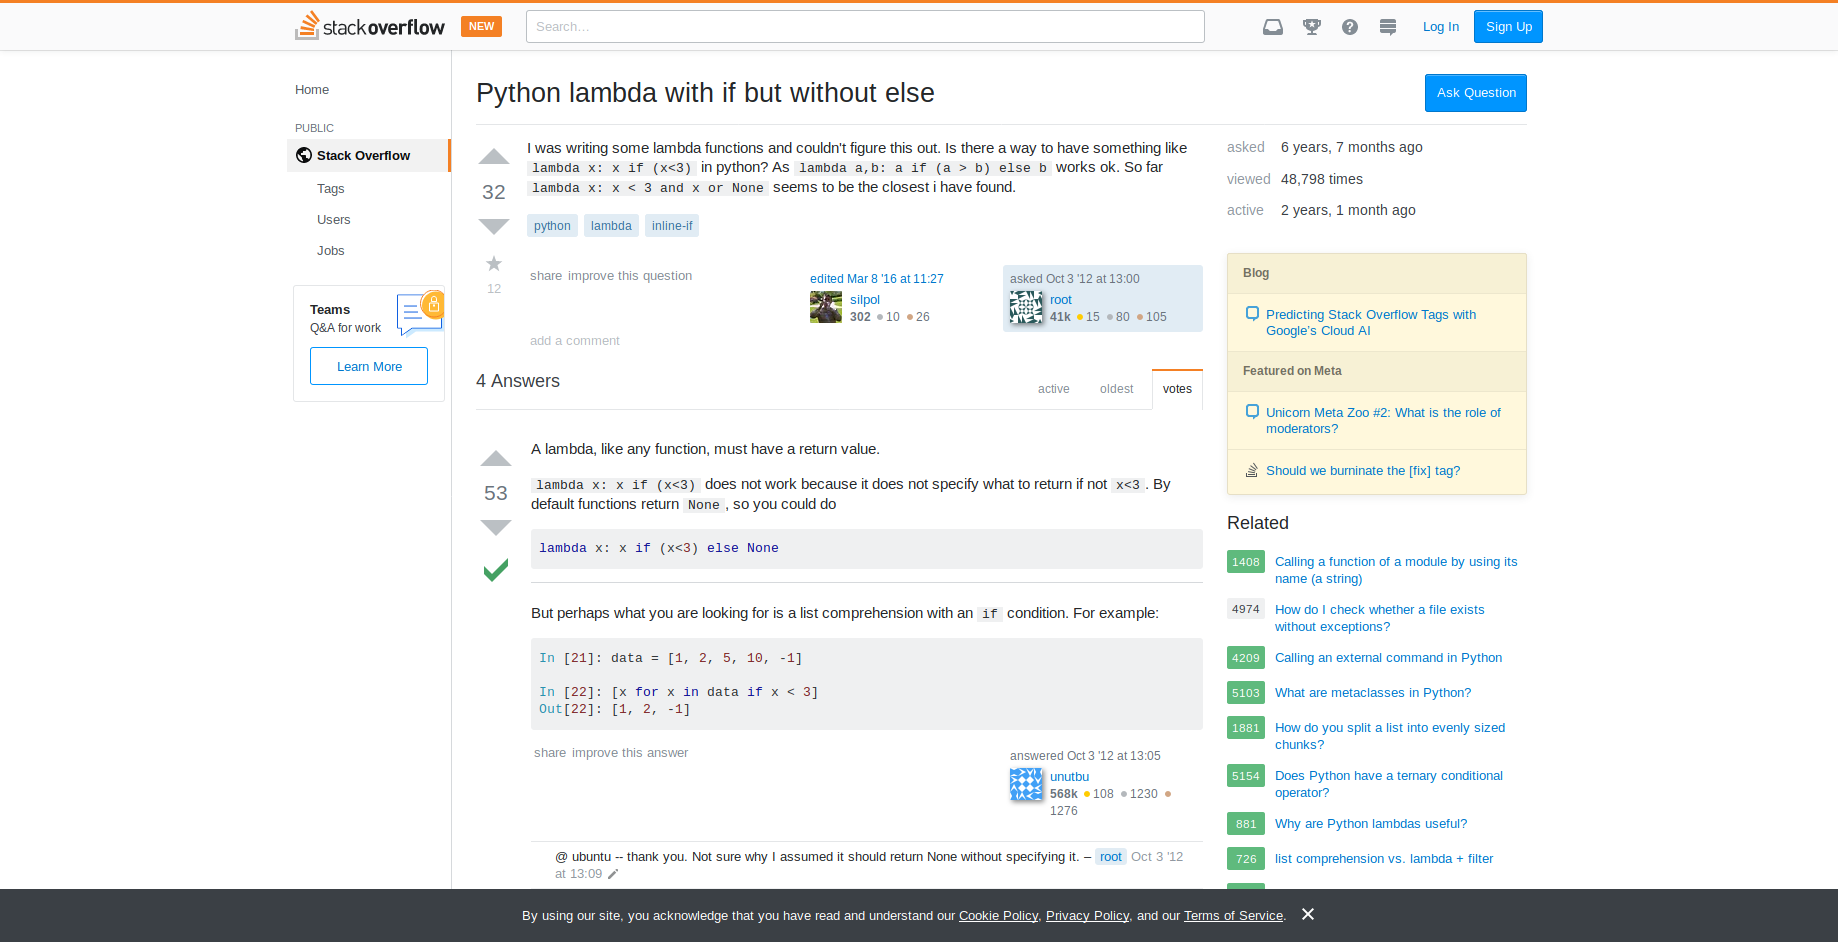 stackoverflow
NEW
Search…
Log In
Sign Up
Home
PUBLIC
Stack Overflow
Tags
Users
Jobs
Teams
Q&A for work
Learn More
Python lambda with if but without else
Ask Question
32
12
I was writing some lambda functions and couldn't figure this out. Is there a way to have something like
lambda x: x if (x<3) in python? As lambda a,b: a if (a > b) else b works ok. So far
lambda x: x < 3 and x or None seems to be the closest i have found.
python lambda inline-if
share improve this question
edited Mar 8 '16 at 11:27
silpol
302 10 26
asked Oct 3 '12 at 13:00
root
41k 15 80 105
add a comment
4 Answers
active oldest votes
53
A lambda, like any function, must have a return value.
lambda x: x if (x<3) does not work because it does not specify what to return if not x<3. By
default functions return None, so you could do
lambda x: x if (x<3) else None
But perhaps what you are looking for is a list comprehension with an if condition. For example:
In [21]: data = [1, 2, 5, 10, -1]
In [22]: [x for x in data if x < 3]
Out[22]: [1, 2, -1]
share improve this answer
answered Oct 3 '12 at 13:05
unutbu
568k 108 1230
1276
@ ubuntu -- thank you. Not sure why I assumed it should return None without specifying it. – root Oct 3 '12
at 13:09
asked 6 years, 7 months ago
viewed 48,798 times
active 2 years, 1 month ago
Blog
Predicting Stack Overflow Tags with
Google's Cloud AI
Featured on Meta
Unicorn Meta Zoo #2: What is the role of
moderators?
Should we burninate the [fix] tag?
Related
1408 Calling a function of a module by using its
name (a string)
4974 How do I check whether a file exists
without exceptions?
4209 Calling an external command in Python
5103 What are metaclasses in Python?
1881 How do you split a list into evenly sized
chunks?
5154 Does Python have a ternary conditional
operator?
881 Why are Python lambdas useful?
726 list comprehension vs. lambda + filter
By using our site, you acknowledge that you have read and understand our Cookie Policy, Privacy Policy, and our Terms of Service.